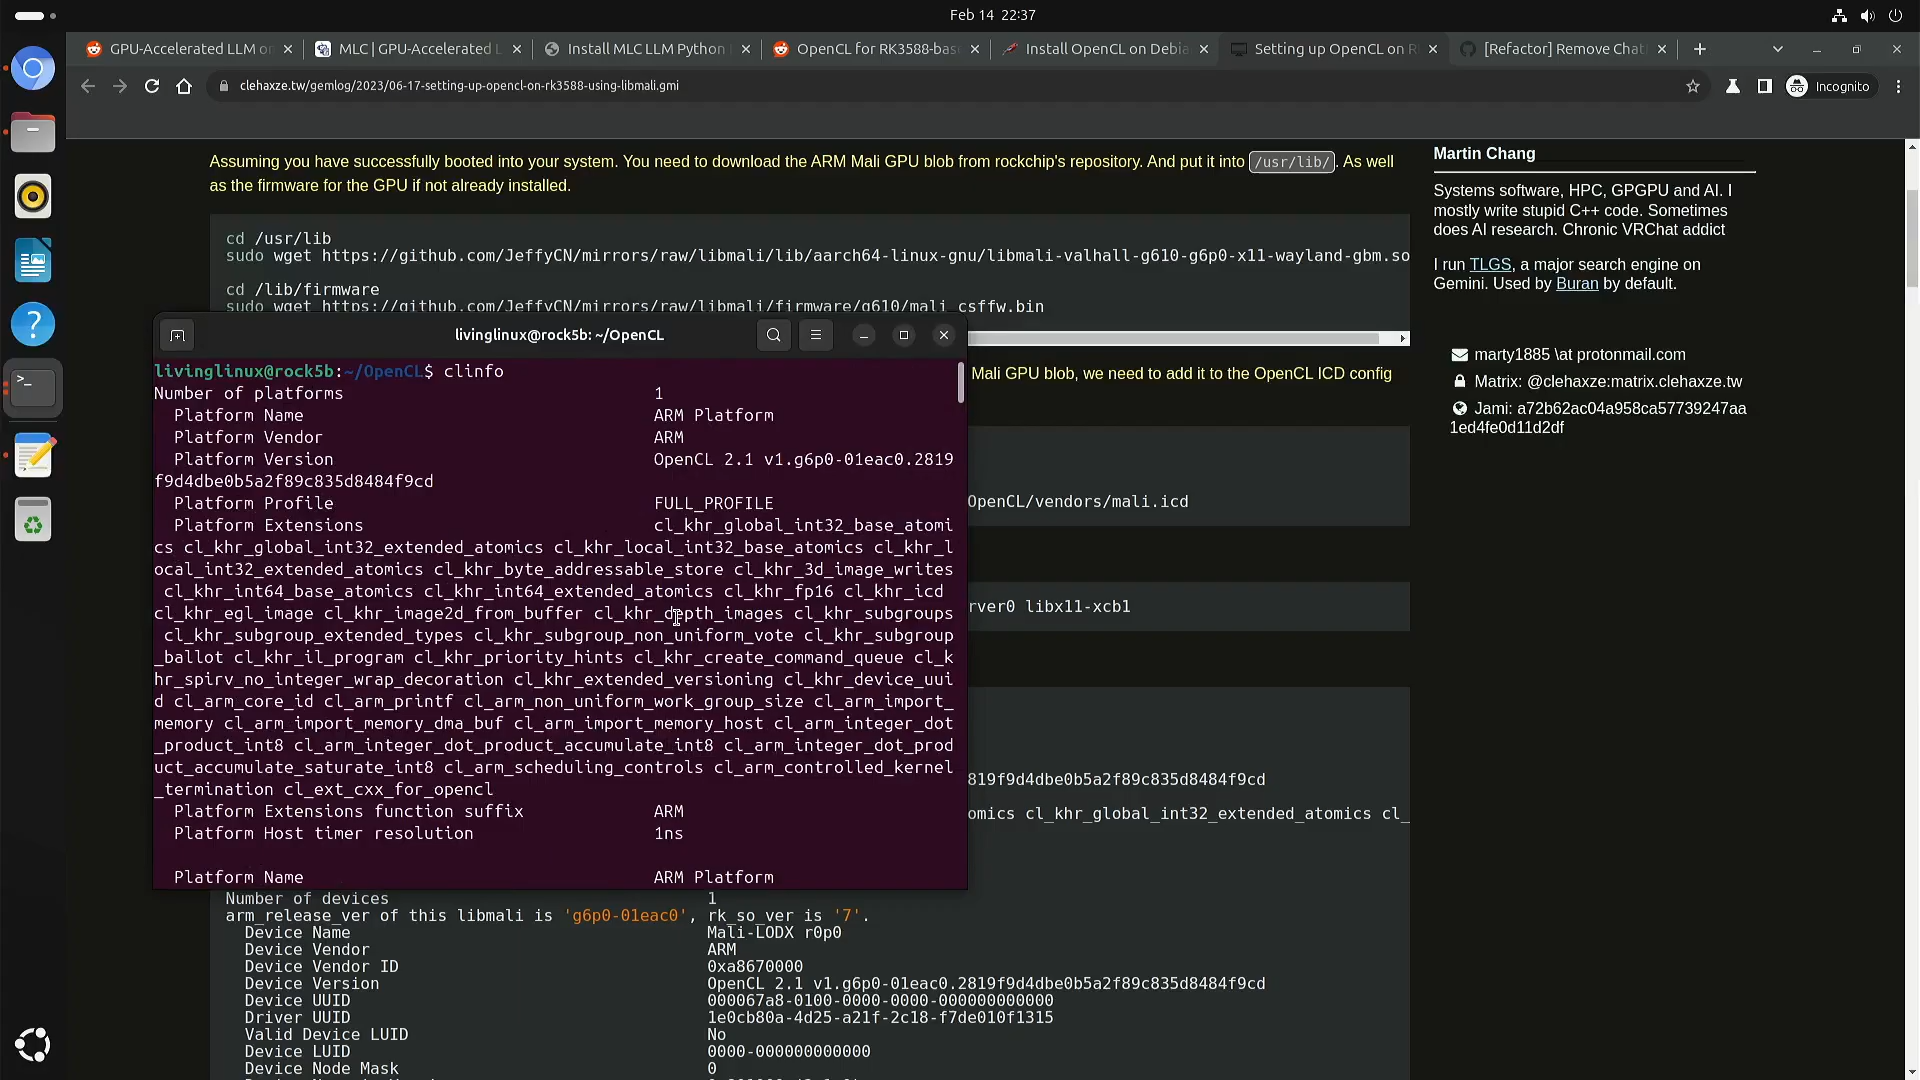 Feb 14 22:37
GPU-Accelerated LLM on
MLC | GPU-Accelerated L
Install MLC LLM Python
OpenCL for RK3588-base
Install OpenCL on Debia
Setting up OpenCL on R
[Refactor] Remove Chat
clehaxze.tw/gemlog/2023/06-17-setting-up-opencl-on-rk3588-using-libmali.gmi
Incognito
Assuming you have successfully booted into your system. You need to download the ARM Mali GPU blob from rockchip's repository. And put it into /usr/lib/. As well
as the firmware for the GPU if not already installed.
cd /usr/lib
sudo wget https://github.com/JeffyCN/mirrors/raw/libmali/lib/aarch64-linux-gnu/libmali-valhall-g610-g6p0-x11-wayland-gbm.so
cd /lib/firmware
sudo wget https://github.com/JeffyCN/mirrors/raw/libmali/firmware/g610/mali_csffw.bin
Mali GPU blob, we need to add it to the OpenCL ICD config
OpenCL/vendors/mali.icd
rver0 libx11-xcb1
819f9d4dbe0b5a2f89c835d8484f9cd
omics cl_khr_global_int32_extended_atomics cl_
livinglinux@rock5b: ~/OpenCL
livinglinux@rock5b:~/OpenCL$ clinfo
Number of platforms 1
Platform Name ARM Platform
Platform Vendor ARM
Platform Version OpenCL 2.1 v1.g6p0-01eac0.2819
f9d4dbe0b5a2f89c835d8484f9cd
Platform Profile FULL_PROFILE
Platform Extensions cl_khr_global_int32_base_atomi
cs cl_khr_global_int32_extended_atomics cl_khr_local_int32_base_atomics cl_khr_l
ocal_int32_extended_atomics cl_khr_byte_addressable_store cl_khr_3d_image_writes
cl_khr_int64_base_atomics cl_khr_int64_extended_atomics cl_khr_fp16 cl_khr_icd
cl_khr_egl_image cl_khr_image2d_from_buffer cl_khr_depth_images cl_khr_subgroups
cl_khr_subgroup_extended_types cl_khr_subgroup_non_uniform_vote cl_khr_subgroup
_ballot cl_khr_il_program cl_khr_priority_hints cl_khr_create_command_queue cl_k
hr_spirv_no_integer_wrap_decoration cl_khr_extended_versioning cl_khr_device_uui
d cl_arm_core_id cl_arm_printf cl_arm_non_uniform_work_group_size cl_arm_import_
memory cl_arm_import_memory_dma_buf cl_arm_import_memory_host cl_arm_integer_dot
_product_int8 cl_arm_integer_dot_product_accumulate_int8 cl_arm_integer_dot_prod
uct_accumulate_saturate_int8 cl_arm_scheduling_controls cl_arm_controlled_kernel
_termination cl_ext_cxx_for_opencl
Platform Extensions function suffix ARM
Platform Host timer resolution 1ns
Platform Name ARM Platform
Number of devices 1
arm_release_ver of this libmali is 'g6p0-01eac0', rk_so_ver is '7'.
Device Name Mali-LODX r0p0
Device Vendor ARM
Device Vendor ID 0xa8670000
Device Version OpenCL 2.1 v1.g6p0-01eac0.2819f9d4dbe0b5a2f89c835d8484f9cd
Device UUID 000067a8-0100-0000-0000-000000000000
Driver UUID 1e0cb80a-4d25-a21f-2c18-f7de010f1315
Valid Device LUID No
Device LUID 0000-000000000000
Device Node Mask 0
Martin Chang
Systems software, HPC, GPGPU and AI. I
mostly write stupid C++ code. Sometimes
does AI research. Chronic VRChat addict
I run TLGS, a major search engine on
Gemini. Used by Buran by default.
marty1885 \at protonmail.com
Matrix: @clehaxze:matrix.clehaxze.tw
Jami: a72b62ac04a958ca57739247aa
1ed4fe0d11d2df